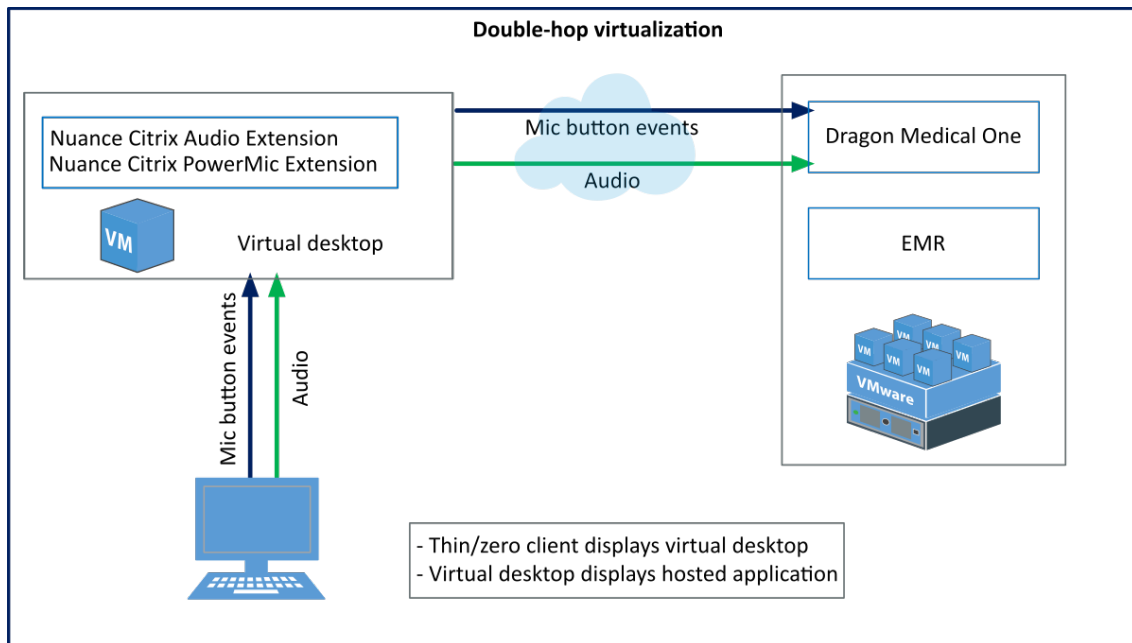 Double-hop virtualization
Nuance Citrix Audio Extension
Nuance Citrix PowerMic Extension
VM
Virtual desktop
Mic button events
Audio
Dragon Medical One
EMR
VM
VM
VM
VM
VM
VM
VMware
Mic button events
Audio
- Thin/zero client displays virtual desktop
- Virtual desktop displays hosted application